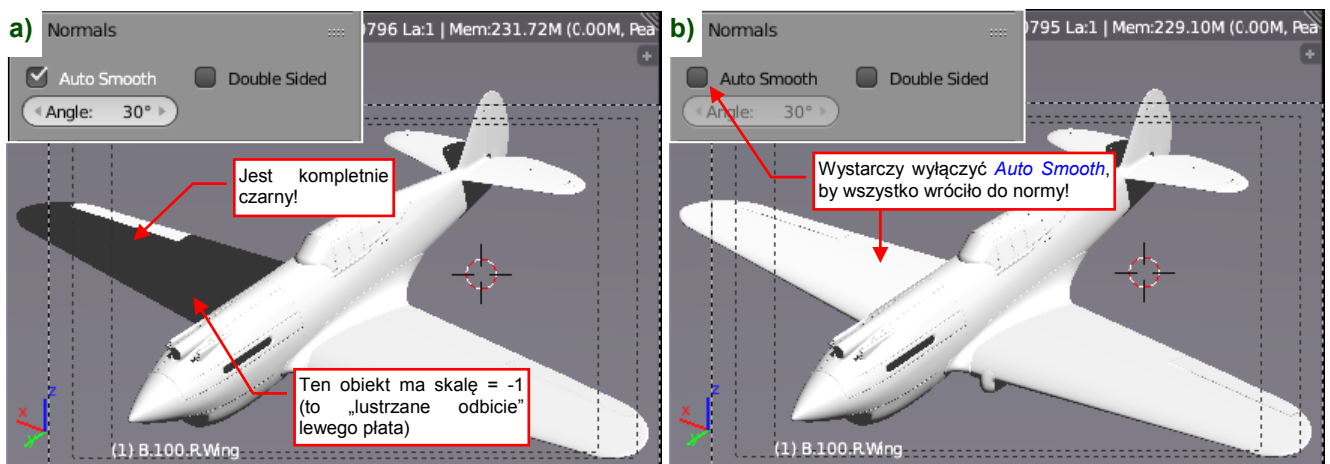 a)
Normals
0796 La:1 | Mem:231.72M (0.00M, Pea
Auto Smooth
Double Sided
Angle: 30°
Jest kompletnie
czarny!
Ten obiekt ma skalę = -1
(to „lustrzane odbicie”
lewego płata)
x
z
(1) B.100.R.Wing
b)
Normals
0795 La:1 | Mem:229.10M (0.00M, Pea
Auto Smooth
Double Sided
Angle: 30°
Wystarczy wyłączyć Auto Smooth,
by wszystko wróciło do normy!
x
z
(1) B.100.R.Wing